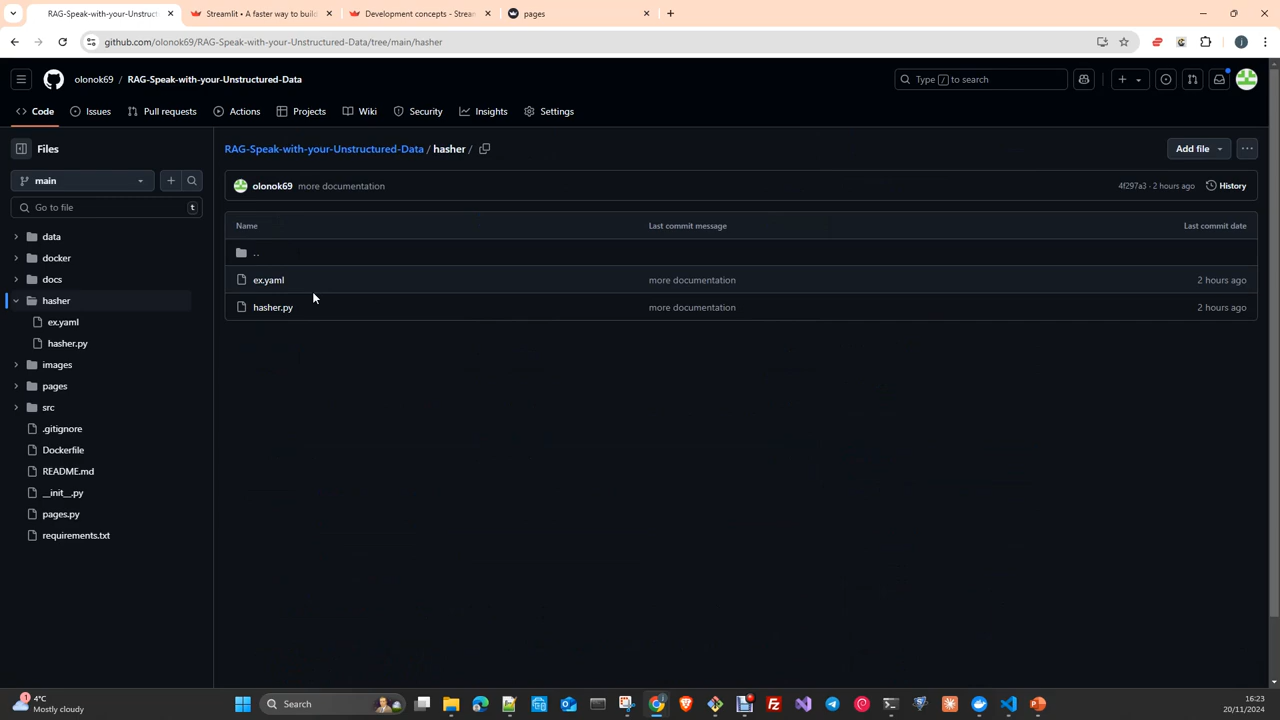 RAG-Speak-with-your-Unstruct
Streamlit • A faster way to build
Development concepts - Stream
pages
github.com/olonok69/RAG-Speak-with-your-Unstructured-Data/tree/main/hasher
olonok69 / RAG-Speak-with-your-Unstructured-Data
Type / to search
Code
Issues
Pull requests
Actions
Projects
Wiki
Security
Insights
Settings
Files
RAG-Speak-with-your-Unstructured-Data / hasher /
Add file
main
olonok69 more documentation
4f297a3 · 2 hours ago
History
Go to file
t
Name
Last commit message
Last commit date
data
..
docker
docs
ex.yaml
more documentation
2 hours ago
hasher
hasher.py
more documentation
2 hours ago
ex.yaml
hasher.py
images
pages
src
.gitignore
Dockerfile
README.md
__init__.py
pages.py
requirements.txt
1
4°C
Mostly cloudy
Search
16:23
20/11/2024